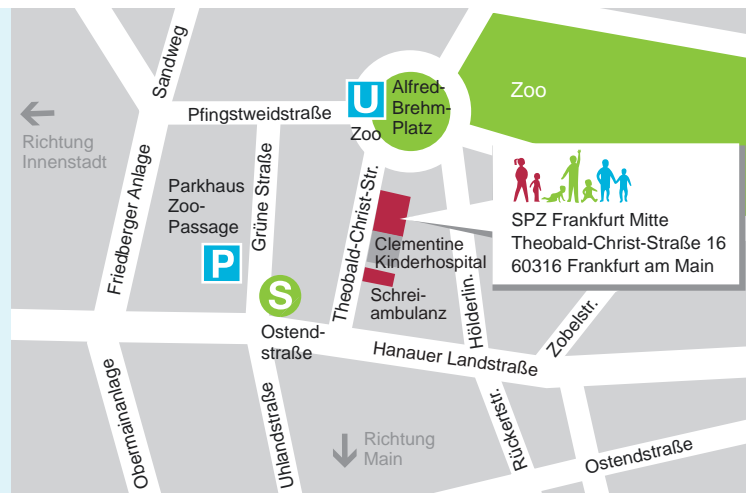 Sandweg
Pfingstweidstraße
U
Zoo
Alfred-
Brehm-
Platz
Zoo
Richtung
Innenstadt
Friedberger Anlage
Grüne Straße
Parkhaus
Zoo-
Passage
P
S
Ostend-
straße
Theobald-Christ-Str.
Clementine
Kinderhospital
Schrei-
ambulanz
SPZ Frankfurt Mitte
Theobald-Christ-Straße 16
60316 Frankfurt am Main
Hölderlin.
Zobelstr.
Hanauer Landstraße
Obermainanlage
Uhlandstraße
Richtung
Main
Rückertstr.
Ostendstraße